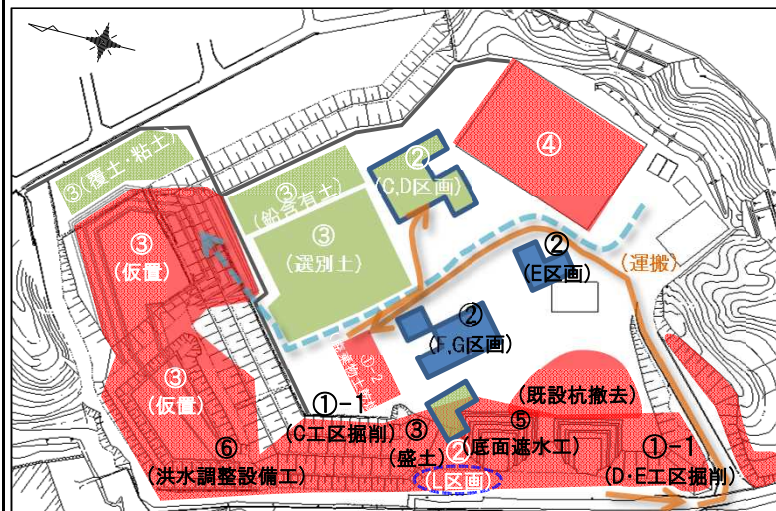 ③(覆土・粘土)
③
(鉛含有土)
②
(C,D区画)
④
③
(仮置)
③
(選別土)
②
(E区画)
(運搬)
②
(F,G区画)
①-2
③
(仮置)
①-1
(C工区掘削)
③
(盛土)
②
(L区画)
(既設杭撤去)
⑤
(底面遮水工)
①-1
(D・E工区掘削)
⑥
(洪水調整設備工)